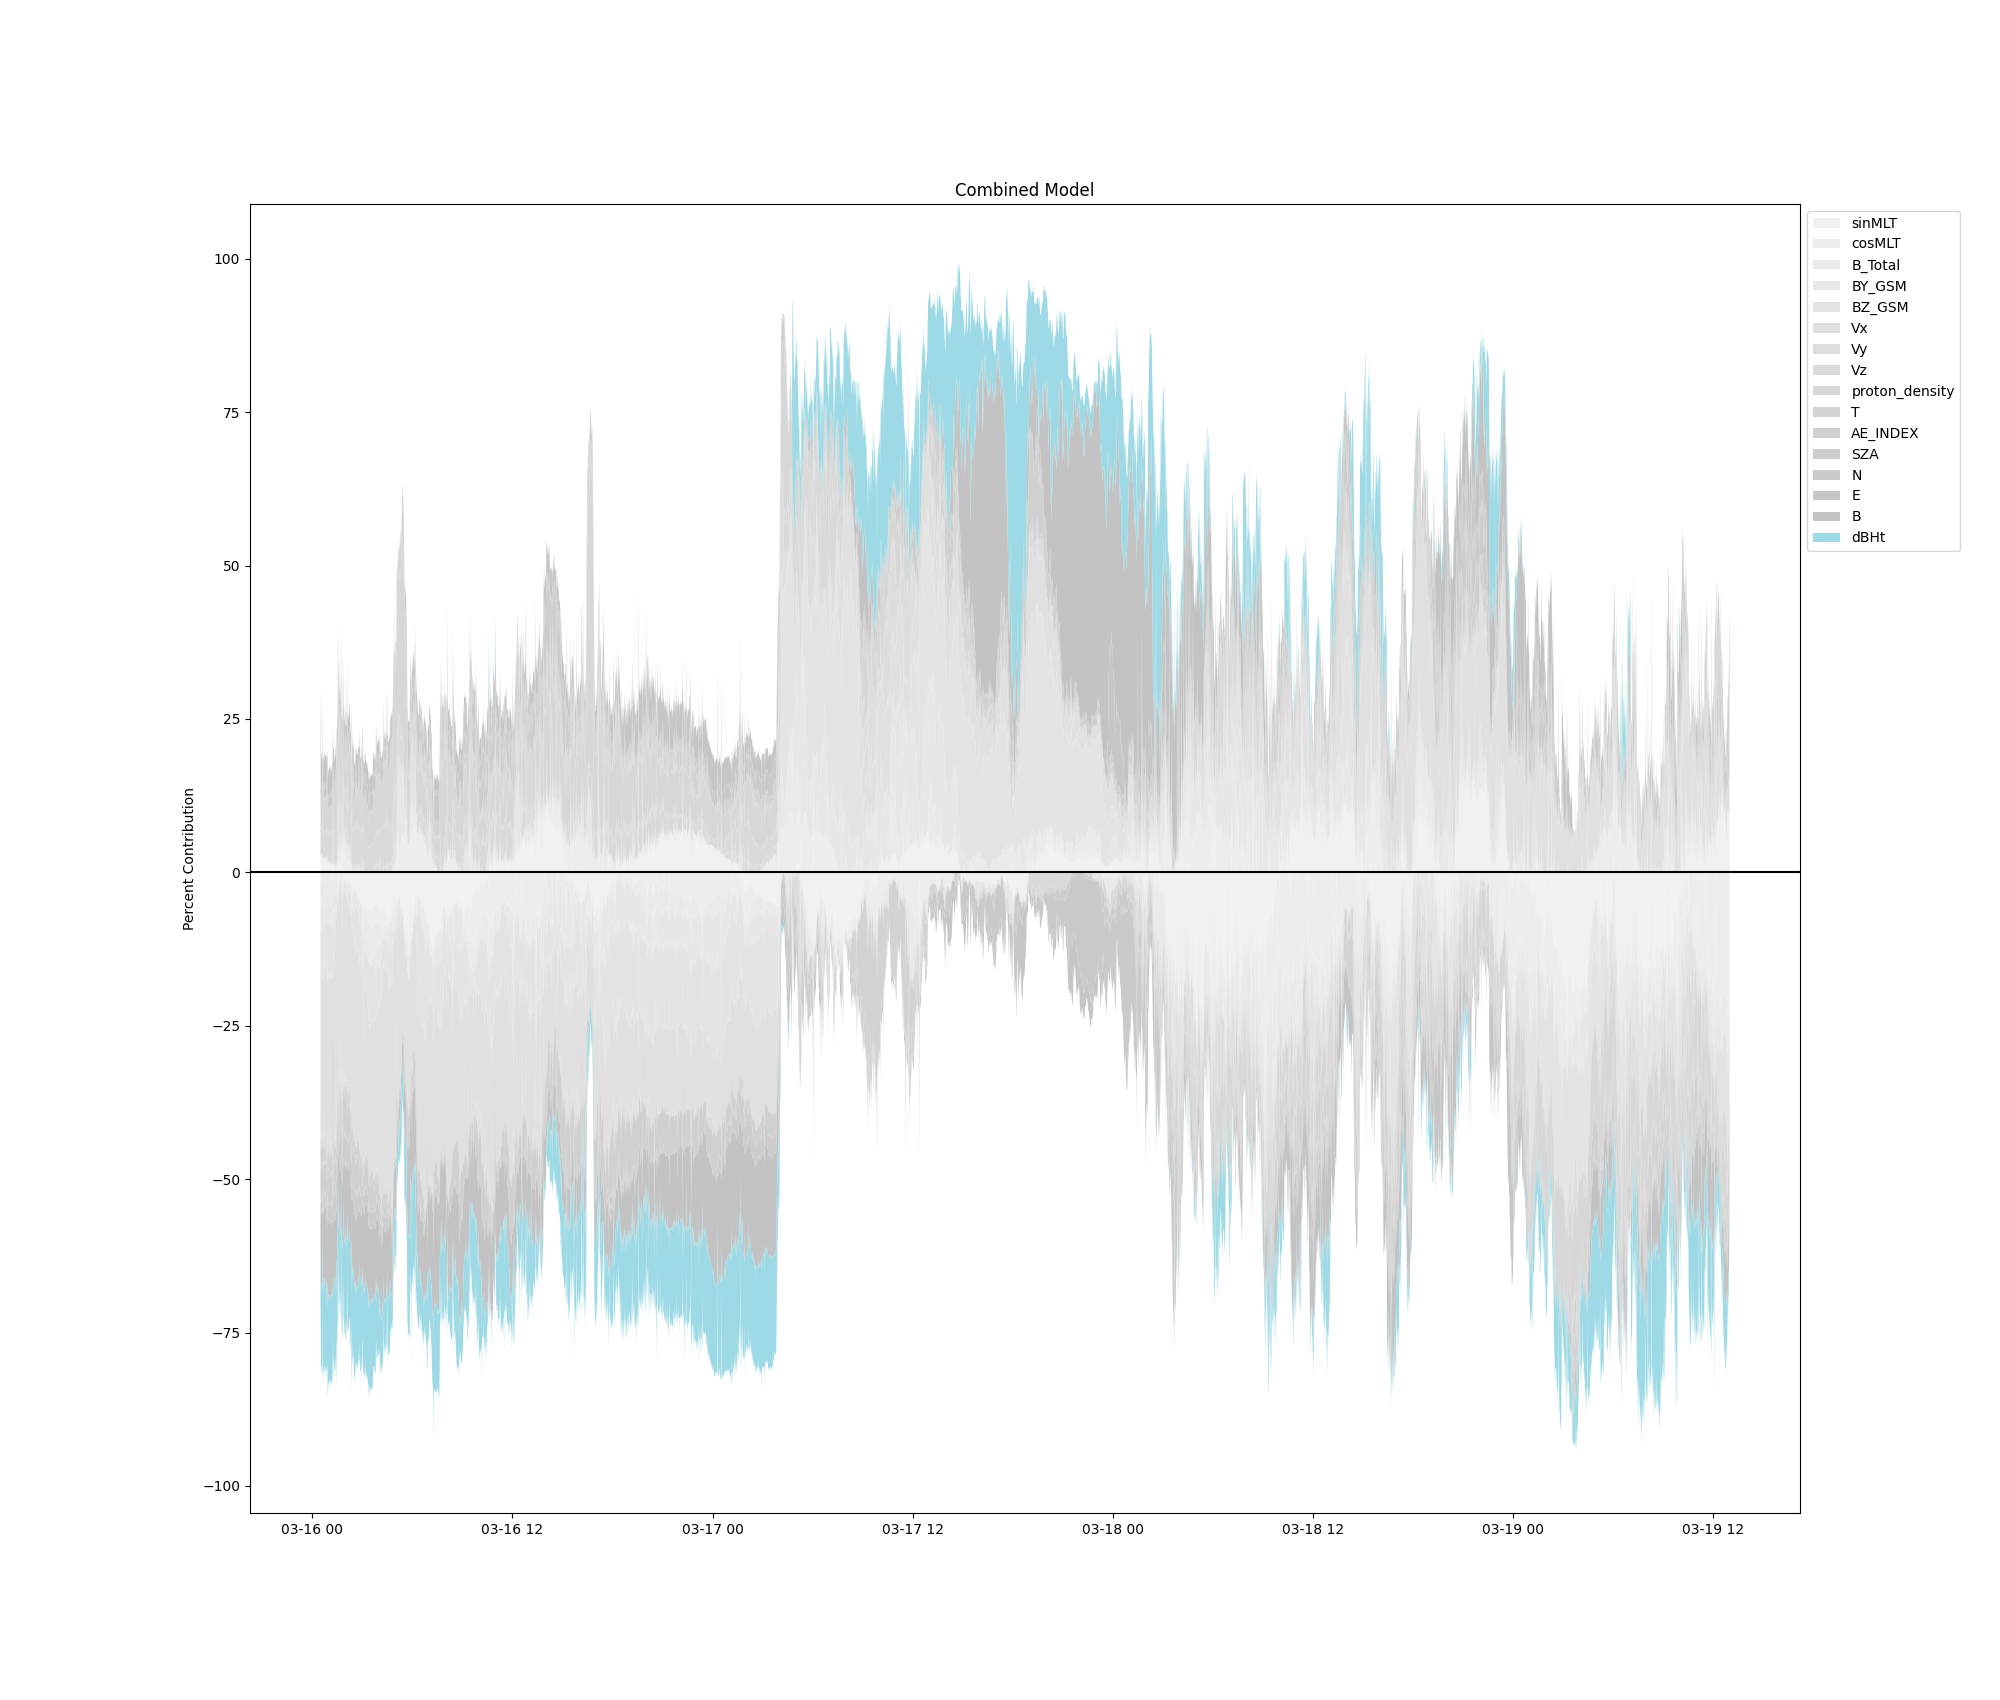 Combined Model
sinMLT
cosMLT
B_Total
BY_GSM
BZ_GSM
Vx
Vy
Vz
proton_density
T
AE_INDEX
SZA
N
E
B
dBHt
Percent Contribution
100
75
50
25
0
−25
−50
−75
−100
03-16 00
03-16 12
03-17 00
03-17 12
03-18 00
03-18 12
03-19 00
03-19 12